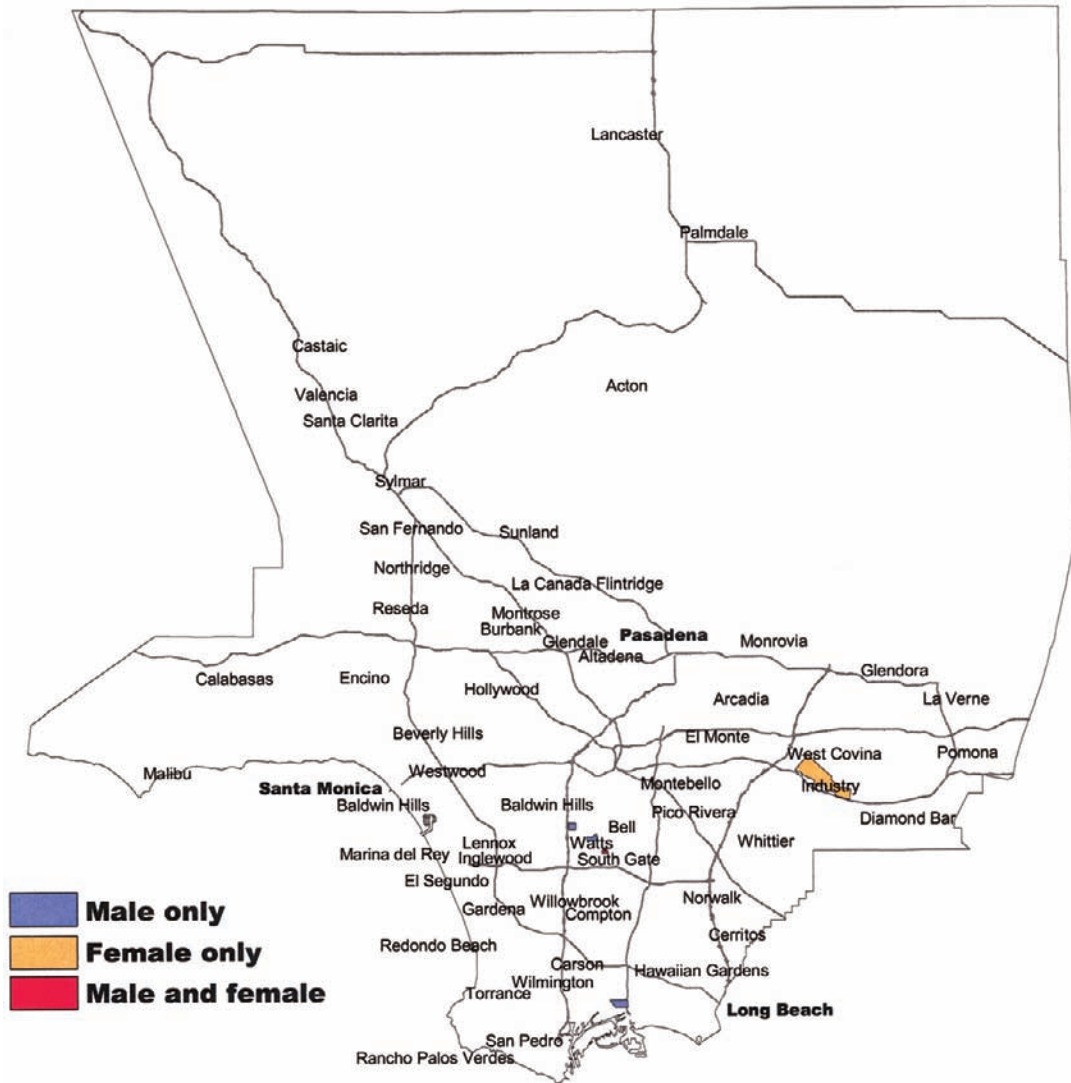 Lancaster
Palmdale
Castaic
Acton
Valencia
Santa Clarita
Sylmar
San Fernando
Sunland
Northridge
La Canada Flintridge
Reseda
Montrose
Burbank
Glendale
Pasadena
Monrovia
Altadena
Glendora
Calabasas
Encino
Hollywood
Arcadia
La Verne
Beverly Hills
El Monte
West Covina
Pomona
Malibu
Westwood
Santa Monica
Montebello
Industry
Baldwin Hills
Baldwin Hills
Pico Rivera
Diamond Bar
Bell
Lennox
Watts
Whittier
Marina del Rey
Inglewood
South Gate
El Segundo
Gardena
Willowbrook
Compton
Norwalk
Male only
Cerritos
Redondo Beach
Female only
Carson
Hawaiian Gardens
Wilmington
Torrance
Male and female
Long Beach
San Pedro
Rancho Palos Verdes